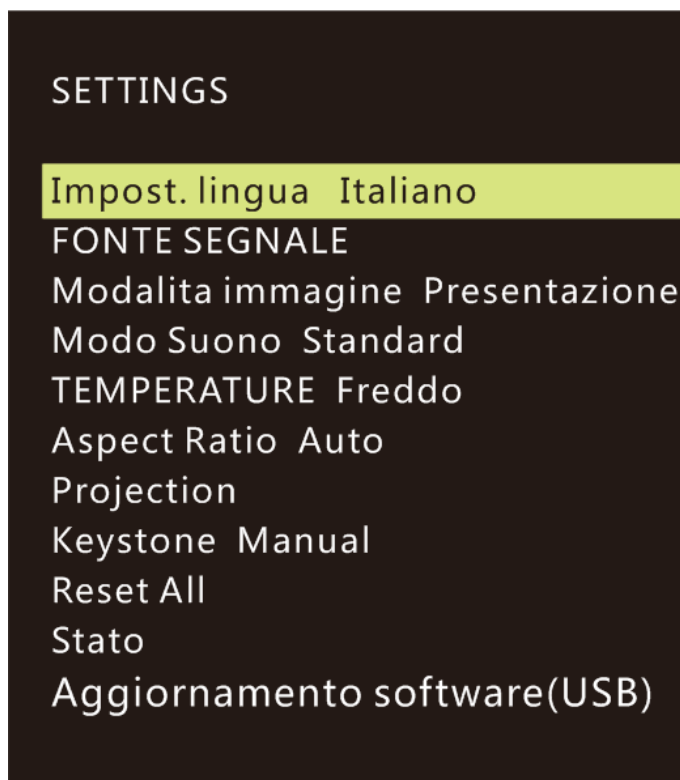 SETTINGS
Impost. lingua Italiano
FONTE SEGNALE
Modalita immagine Presentazione
Modo Suono Standard
TEMPERATURE Freddo
Aspect Ratio Auto
Projection
Keystone Manual
Reset All
Stato
Aggiornamento software(USB)